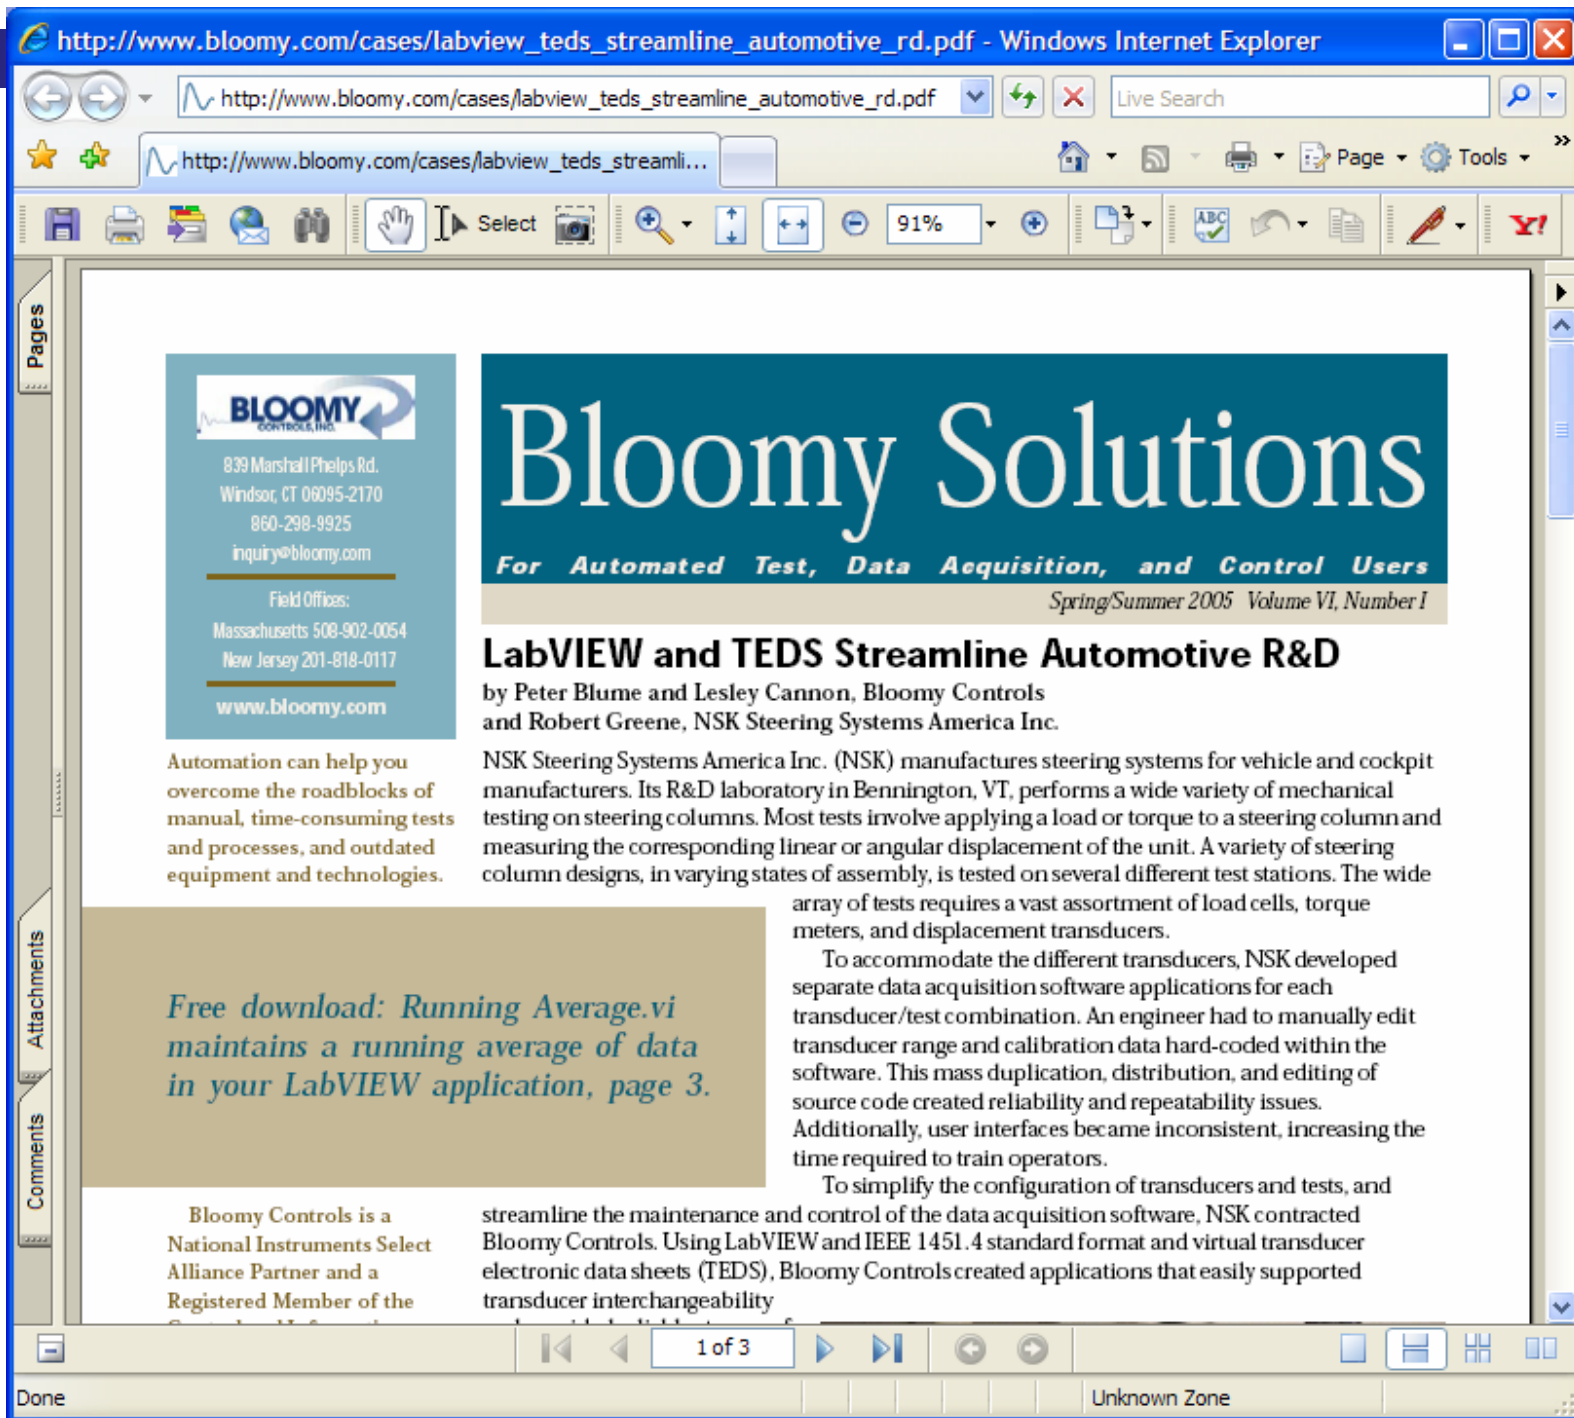 http://www.bloomy.com/cases/labview_teds_streamline_automotive_rd.pdf - Windows Internet Explorer
http://www.bloomy.com/cases/labview_teds_streamline_automotive_rd.pdf
Live Search
http://www.bloomy.com/cases/labview_teds_streamli...
Page
Tools
Select
91%
ABC
Y!
Pages
Attachments
Comments
BLOOMY
CONTROLS, INC.
839 Marshall Phelps Rd.
Windsor, CT 06095-2170
860-298-9925
inquiry@bloomy.com
Field Offices:
Massachusetts 508-902-0054
New Jersey 201-818-0117
www.bloomy.com
Automation can help you
overcome the roadblocks of
manual, time-consuming tests
and processes, and outdated
equipment and technologies.
Free download: Running Average.vi
maintains a running average of data
in your LabVIEW application, page 3.
Bloomy Controls is a
National Instruments Select
Alliance Partner and a
Registered Member of the
Bloomy Solutions
For Automated Test, Data Acquisition, and Control Users
Spring/Summer 2005 Volume VI, Number I
LabVIEW and TEDS Streamline Automotive R&D
by Peter Blume and Lesley Cannon, Bloomy Controls
and Robert Greene, NSK Steering Systems America Inc.
NSK Steering Systems America Inc. (NSK) manufactures steering systems for vehicle and cockpit
manufacturers. Its R&D laboratory in Bennington, VT, performs a wide variety of mechanical
testing on steering columns. Most tests involve applying a load or torque to a steering column and
measuring the corresponding linear or angular displacement of the unit. A variety of steering
column designs, in varying states of assembly, is tested on several different test stations. The wide
array of tests requires a vast assortment of load cells, torque
meters, and displacement transducers.
To accommodate the different transducers, NSK developed
separate data acquisition software applications for each
transducer/test combination. An engineer had to manually edit
transducer range and calibration data hard-coded within the
software. This mass duplication, distribution, and editing of
source code created reliability and repeatability issues.
Additionally, user interfaces became inconsistent, increasing the
time required to train operators.
To simplify the configuration of transducers and tests, and
streamline the maintenance and control of the data acquisition software, NSK contracted
Bloomy Controls. Using LabVIEW and IEEE 1451.4 standard format and virtual transducer
electronic data sheets (TEDS), Bloomy Controls created applications that easily supported
transducer interchangeability
1 of 3
Done
Unknown Zone